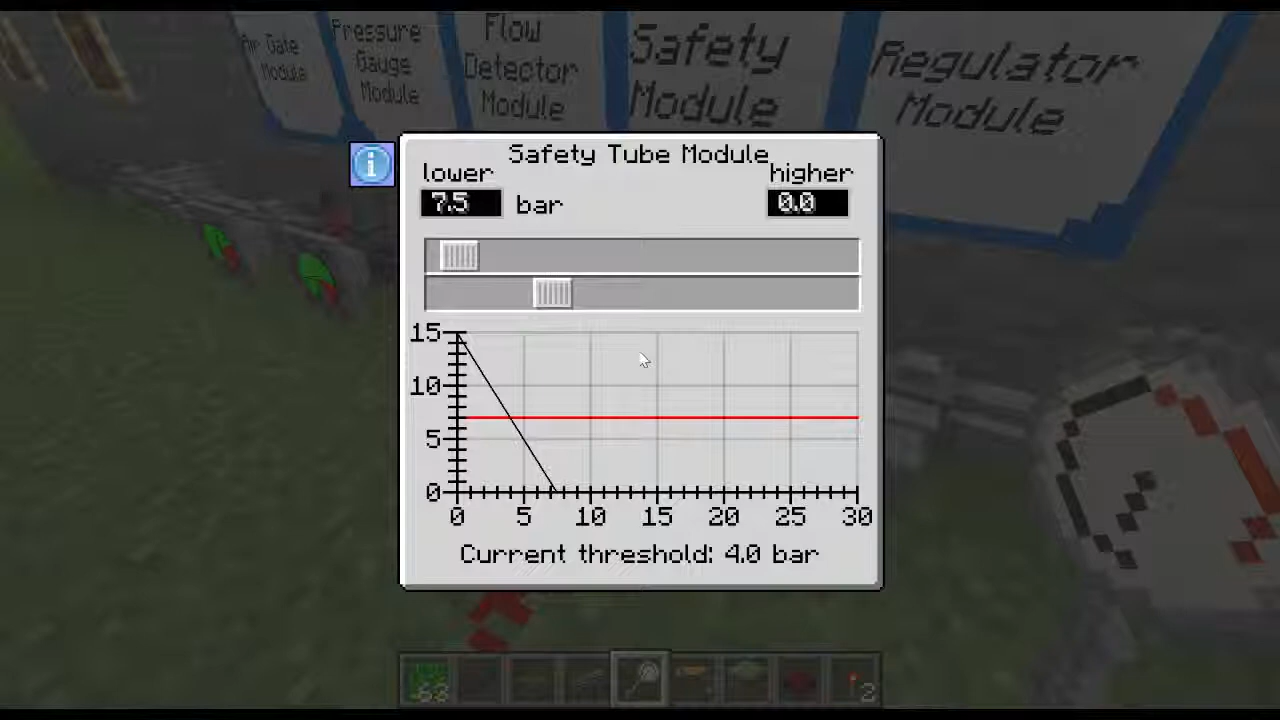 Air Gate
Module
Pressure
Gauge
Module
Flow
Detector
Module
Safety
Module
Regulator
Module
Safety Tube Module
lower
higher
7.5
bar
0.0
15
10
5
0
0 5 10 15 20 25 30
Current threshold: 4.0 bar
63
2